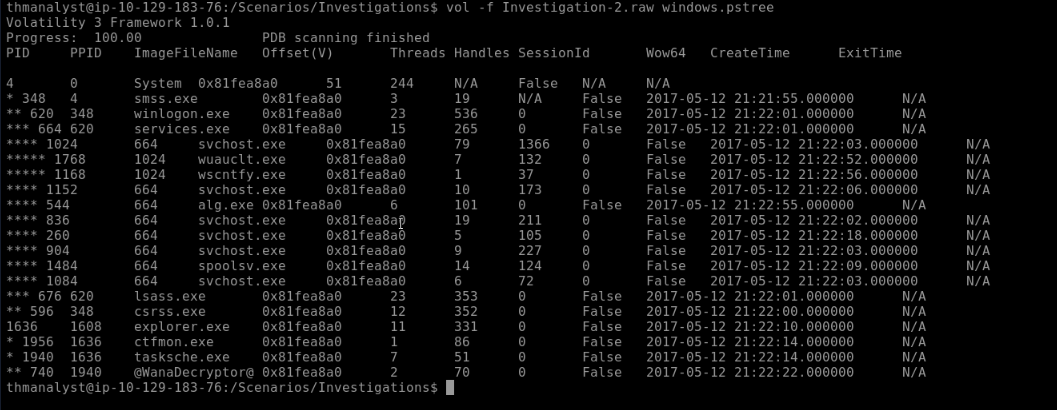 thmanalyst@ip-10-129-183-76:/Scenarios/Investigations$ vol -f Investigation-2.raw windows.pstree
Volatility 3 Framework 1.0.1
Progress:  100.00               PDB scanning finished
PID     PPID    ImageFileName   Offset(V)       Threads Handles SessionId       Wow64   CreateTime      ExitTime
4       0       System  0x81fea8a0      51      244     N/A     False   N/A     N/A
* 348   4       smss.exe        0x81fea8a0      3       19      N/A     False   2017-05-12 21:21:55.000000      N/A
** 620  348     winlogon.exe    0x81fea8a0      23      536     0       False   2017-05-12 21:22:01.000000      N/A
*** 664 620     services.exe    0x81fea8a0      15      265     0       False   2017-05-12 21:22:01.000000      N/A
**** 1024       664     svchost.exe     0x81fea8a0      79      1366    0       False   2017-05-12 21:22:03.000000      N/A
***** 1768      1024    wuauclt.exe     0x81fea8a0      7       132     0       False   2017-05-12 21:22:52.000000      N/A
***** 1168      1024    wscntfy.exe     0x81fea8a0      1       37      0       False   2017-05-12 21:22:56.000000      N/A
**** 1152       664     svchost.exe     0x81fea8a0      10      173     0       False   2017-05-12 21:22:06.000000      N/A
**** 544        664     alg.exe 0x81fea8a0      6       101     0       False   2017-05-12 21:22:55.000000      N/A
**** 836        664     svchost.exe     0x81fea8a0      19      211     0       False   2017-05-12 21:22:02.000000      N/A
**** 260        664     svchost.exe     0x81fea8a0      5       105     0       False   2017-05-12 21:22:18.000000      N/A
**** 904        664     svchost.exe     0x81fea8a0      9       227     0       False   2017-05-12 21:22:03.000000      N/A
**** 1484       664     spoolsv.exe     0x81fea8a0      14      124     0       False   2017-05-12 21:22:09.000000      N/A
**** 1084       664     svchost.exe     0x81fea8a0      6       72      0       False   2017-05-12 21:22:03.000000      N/A
*** 676 620     lsass.exe       0x81fea8a0      23      353     0       False   2017-05-12 21:22:01.000000      N/A
** 596  348     csrss.exe       0x81fea8a0      12      352     0       False   2017-05-12 21:22:00.000000      N/A
1636    1608    explorer.exe    0x81fea8a0      11      331     0       False   2017-05-12 21:22:10.000000      N/A
* 1956  1636    ctfmon.exe      0x81fea8a0      1       86      0       False   2017-05-12 21:22:14.000000      N/A
* 1940  1636    tasksche.exe    0x81fea8a0      7       51      0       False   2017-05-12 21:22:14.000000      N/A
** 740  1940    @WanaDecryptor@ 0x81fea8a0      2       70      0       False   2017-05-12 21:22:22.000000      N/A
thmanalyst@ip-10-129-183-76:/Scenarios/Investigations$